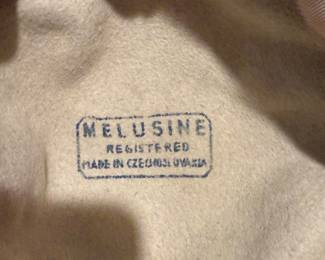 MELUSINE
REGISTERED
MADE IN CZECHOSLOVAKIA